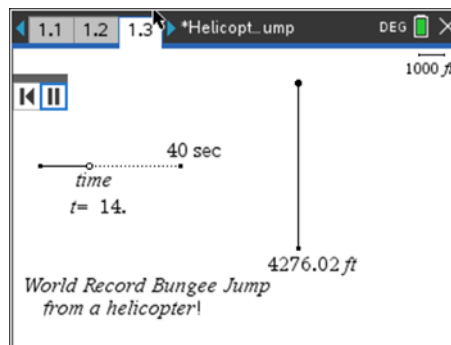 1.1 1.2 1.3 *Helicopt...ump DEG
1000 ft
40 sec
time
t= 14.
4276.02 ft
World Record Bungee Jump
from a helicopter!